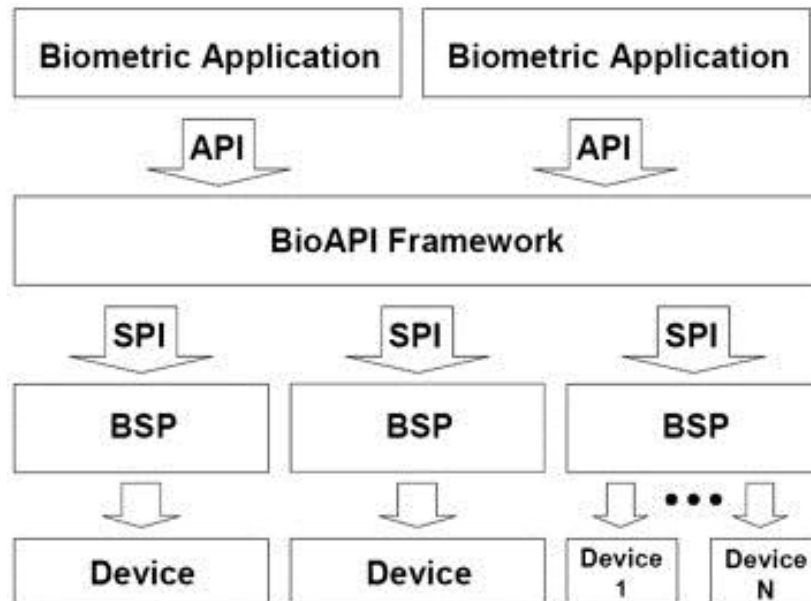 Biometric Application
Biometric Application
API
API
BioAPI Framework
SPI
SPI
SPI
BSP
BSP
BSP
Device
Device
Device
1
Device
N